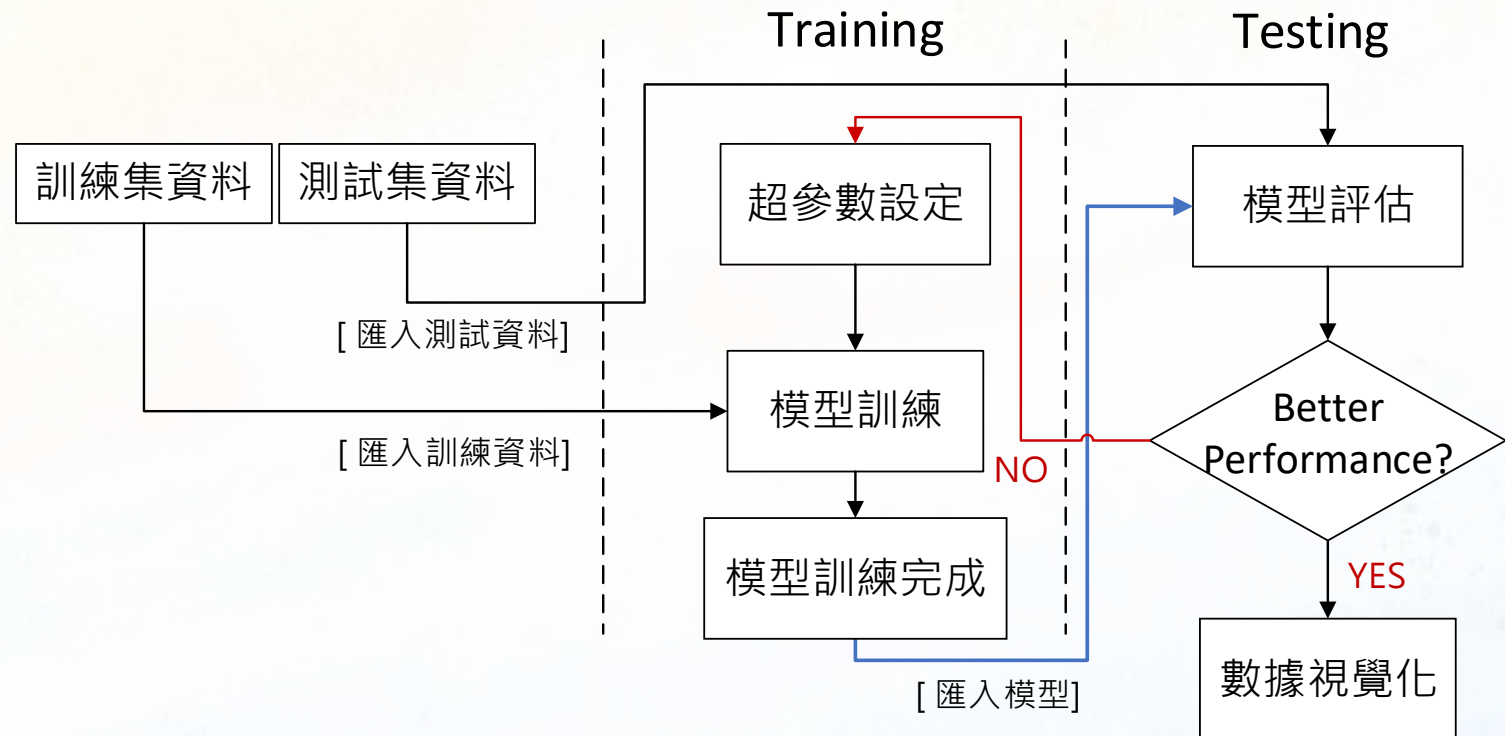 Training
Testing
訓練集資料
測試集資料
超參數設定
模型評估
[ 匯入測試資料]
模型訓練
Better
Performance?
[ 匯入訓練資料]
NO
模型訓練完成
YES
數據視覺化
[ 匯入模型]